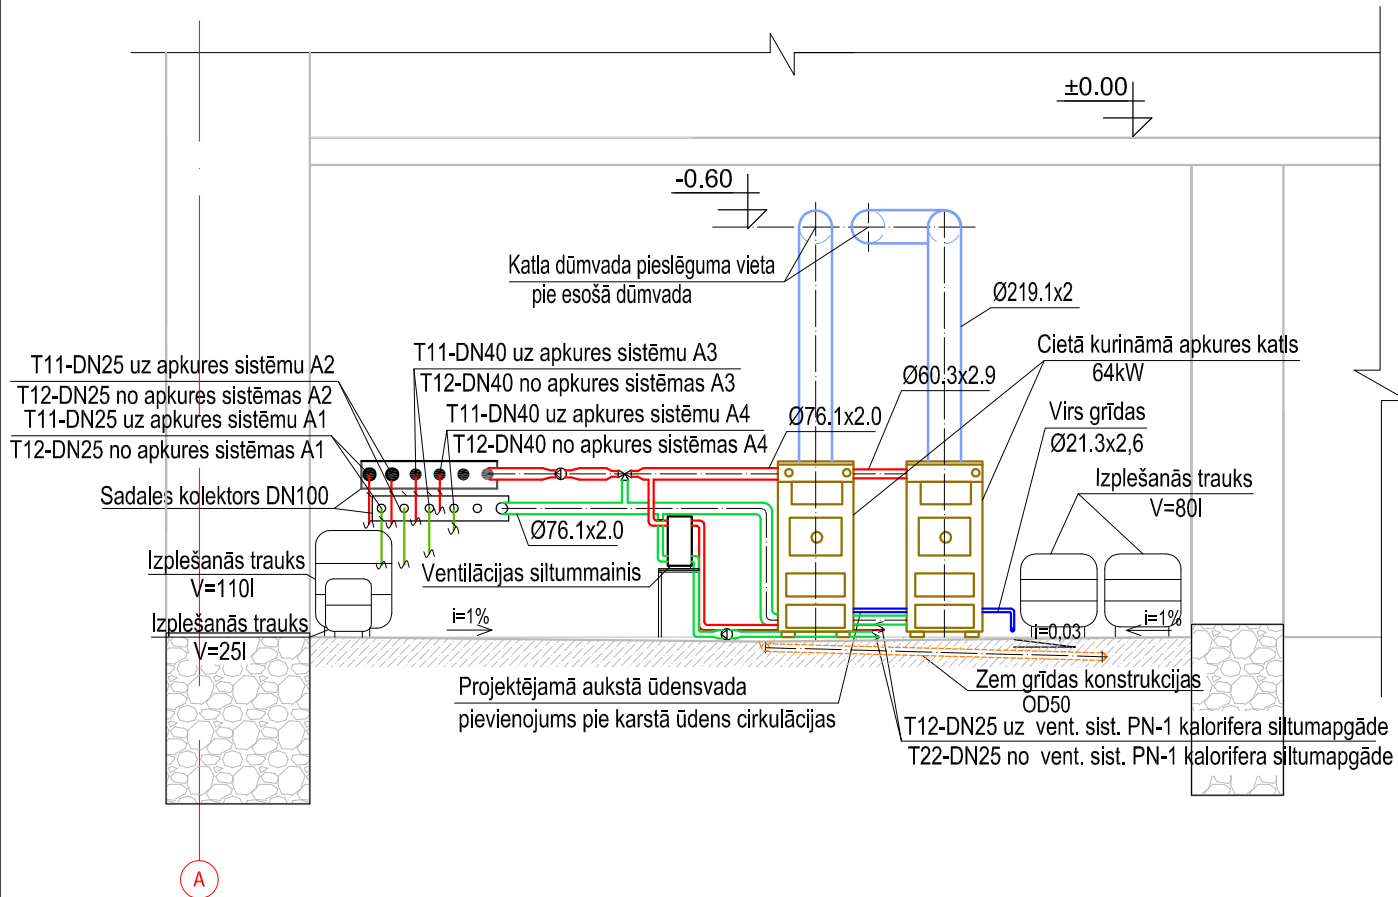 ±0.00
-0.60
Katla dūmvada pieslēguma vieta
pie esošā dūmvada
Ø219.1x2
T11-DN25 uz apkures sistēmu A2
T12-DN25 no apkures sistēmas A2
T11-DN25 uz apkures sistēmu A1
T12-DN25 no apkures sistēmas A1
T11-DN40 uz apkures sistēmu A3
T12-DN40 no apkures sistēmas A3
T11-DN40 uz apkures sistēmu A4
T12-DN40 no apkures sistēmas A4
Ø76.1x2.0
Ø60.3x2.9
Cietā kurināmā apkures katls
64kW
Virs grīdas
Ø21.3x2,6
Izplešanās trauks
V=80l
Sadales kolektors DN100
Ø76.1x2.0
Izplešanās trauks
V=110l
Ventilācijas siltummainis
Izplešanās trauks
V=25l
i=1%
i=0,03
i=1%
Projektējamā aukstā ūdensvada
pievienojums pie karstā ūdens cirkulācijas
Zem grīdas konstrukcijas
OD50
T12-DN25 uz vent. sist. PN-1 kalorifera siltumapgāde
T22-DN25 no vent. sist. PN-1 kalorifera siltumapgāde
A